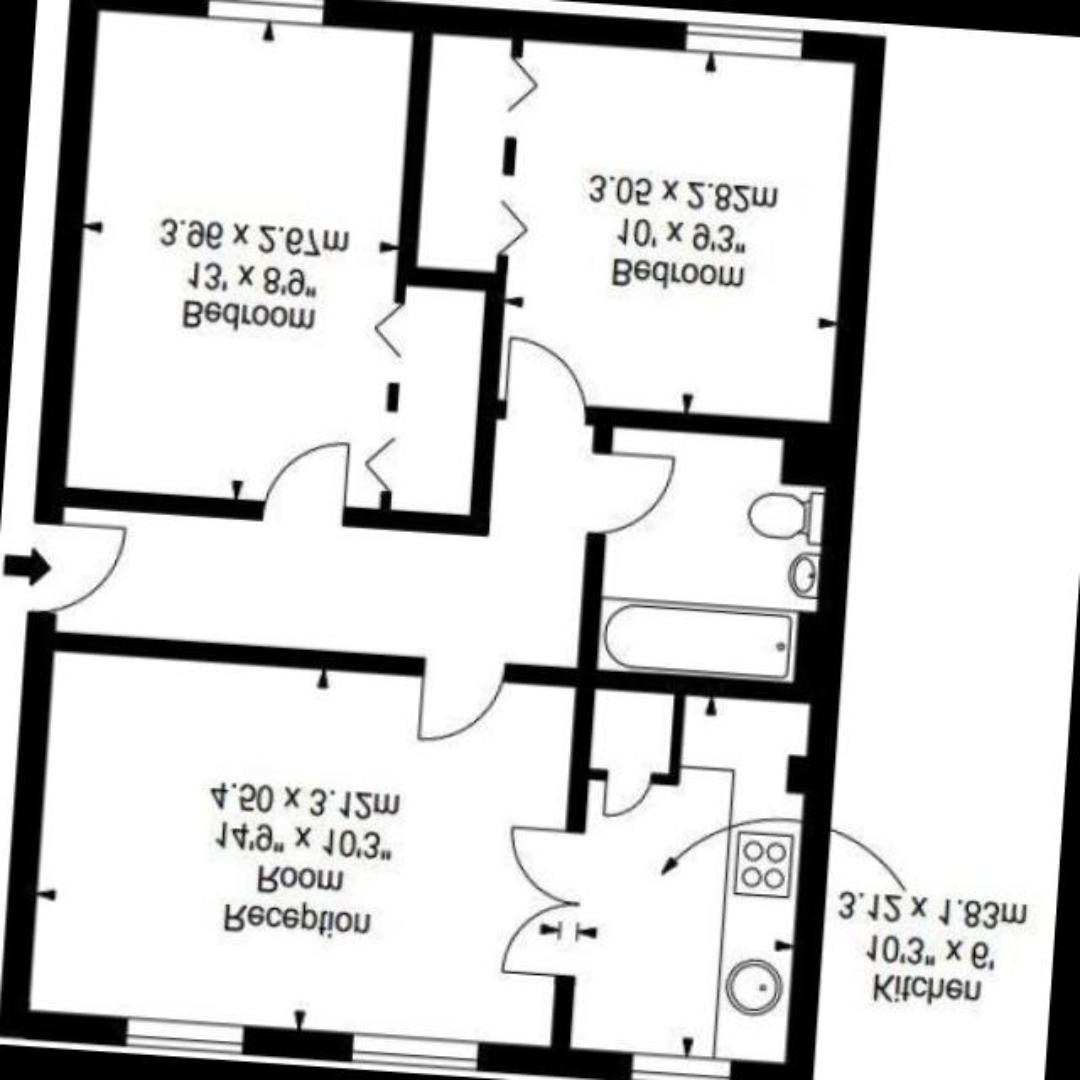 Reception
Room
14'9" x 10'3"
4.50 x 3.12m
Kitchen
10'3" x 6'
3.12 x 1.83m
Bedroom
13' x 8'9"
3.96 x 2.67m
Bedroom
10' x 9'3"
3.05 x 2.82m